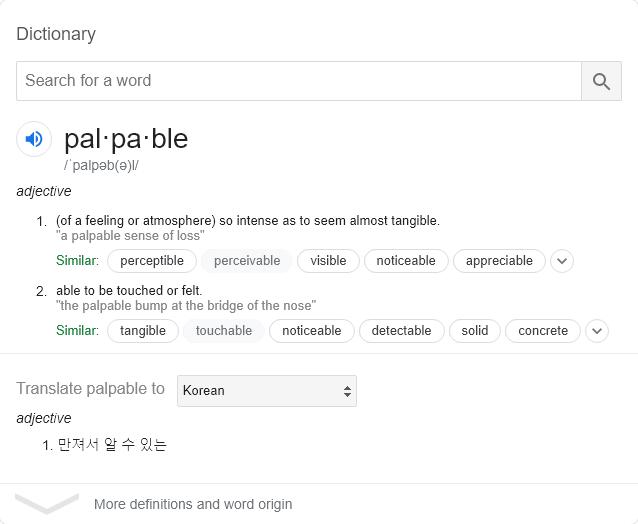 Dictionary
Search for a word
pal·pa·ble
/ˈpalpəb(ə)l/
adjective
1. (of a feeling or atmosphere) so intense as to seem almost tangible.
"a palpable sense of loss"
Similar: perceptible perceivable visible noticeable appreciable
2. able to be touched or felt.
"the palpable bump at the bridge of the nose"
Similar: tangible touchable noticeable detectable solid concrete
Translate palpable to Korean
adjective
1. 만져서 알 수 있는
More definitions and word origin